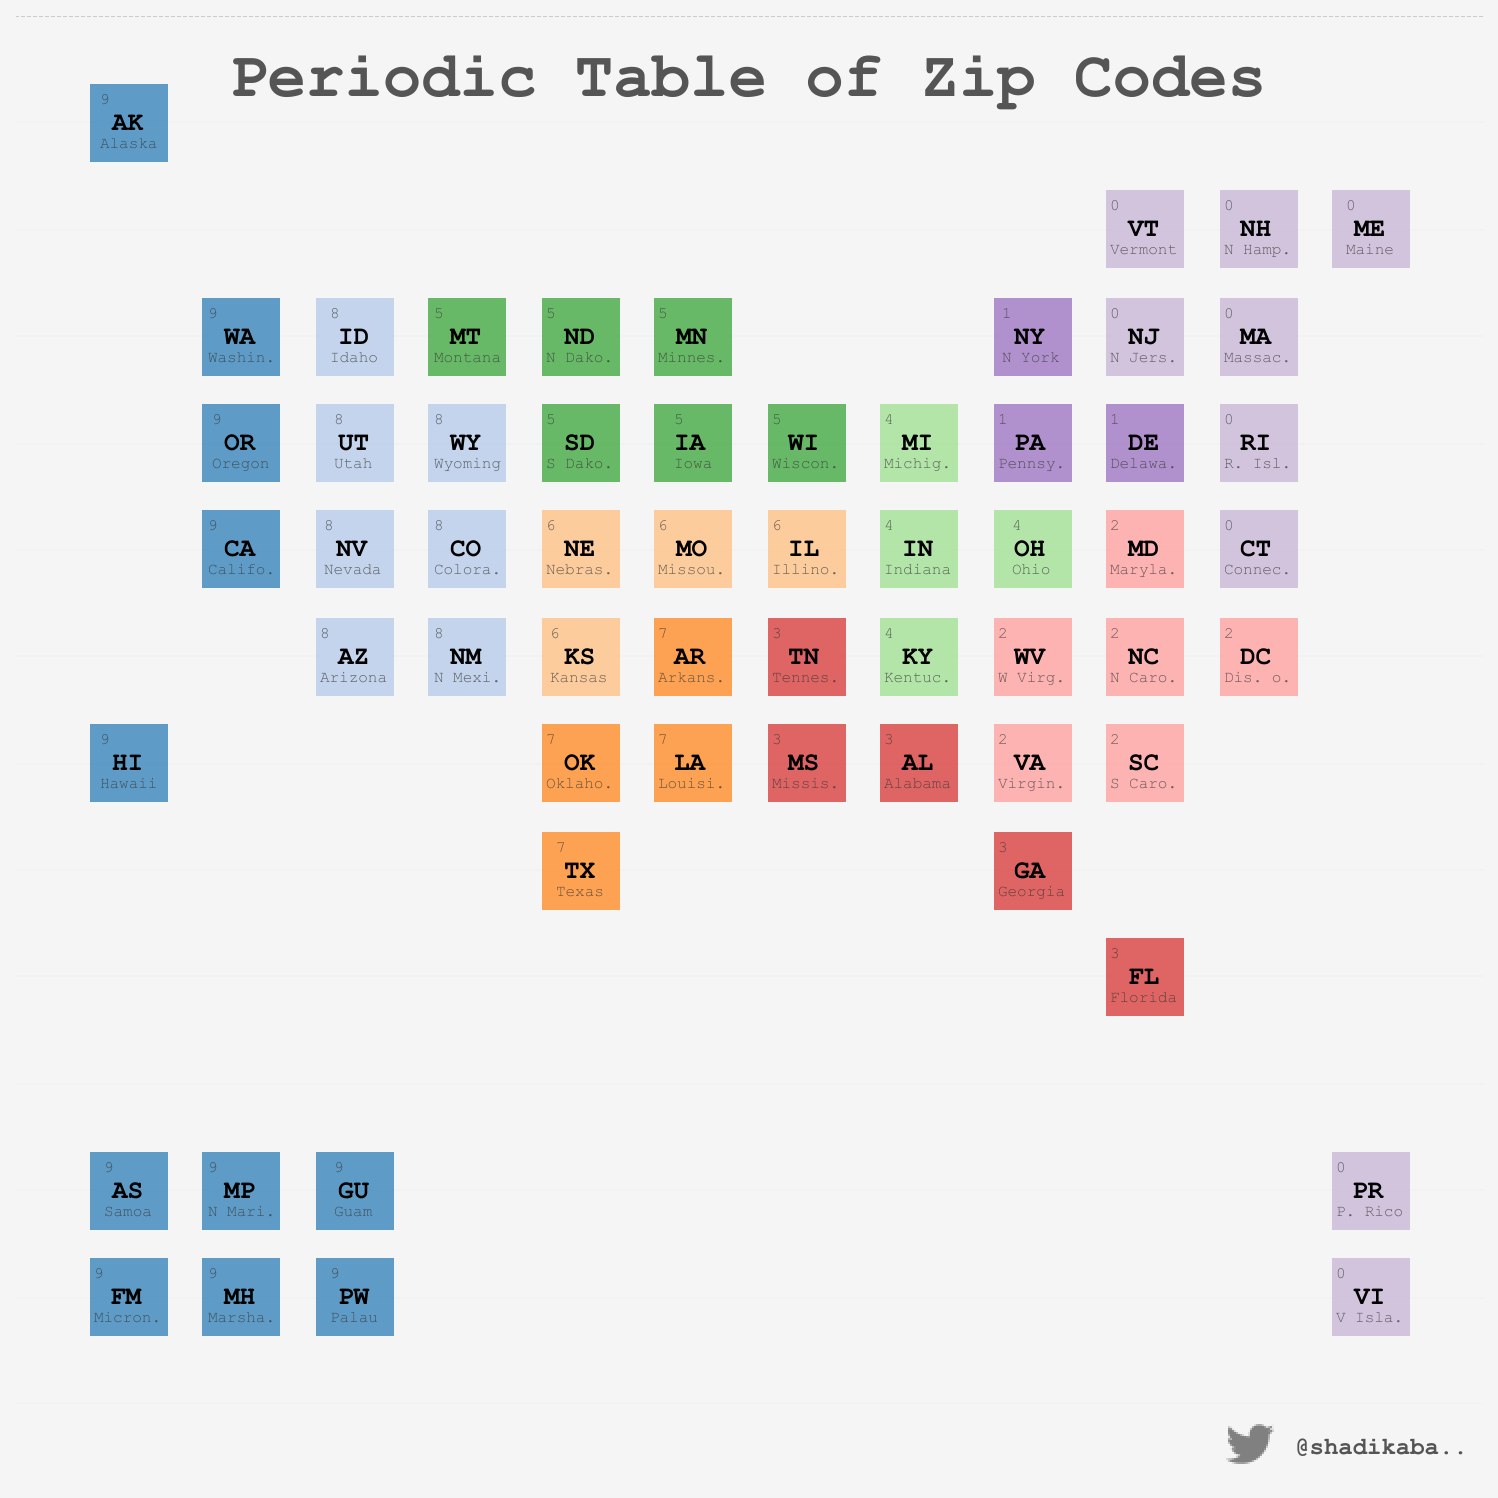 Periodic Table of Zip Codes
9
AK
Alaska
0
VT
Vermont
0
NH
N Hamp.
0
ME
Maine
9
WA
Washin.
8
ID
Idaho
5
MT
Montana
5
ND
N Dako.
5
MN
Minnes.
1
NY
N York
0
NJ
N Jers.
0
MA
Massac.
9
OR
Oregon
8
UT
Utah
8
WY
Wyoming
5
SD
S Dako.
5
IA
Iowa
5
WI
Wiscon.
4
MI
Michig.
1
PA
Pennsy.
1
DE
Delawa.
0
RI
R. Isl.
9
CA
Califo.
8
NV
Nevada
8
CO
Colora.
6
NE
Nebras.
6
MO
Missou.
6
IL
Illino.
4
IN
Indiana
4
OH
Ohio
2
MD
Maryla.
0
CT
Connec.
8
AZ
Arizona
8
NM
N Mexi.
6
KS
Kansas
7
AR
Arkans.
3
TN
Tennes.
4
KY
Kentuc.
2
WV
W Virg.
2
NC
N Caro.
2
DC
Dis. o.
9
HI
Hawaii
7
OK
Oklaho.
7
LA
Louisi.
3
MS
Missis.
3
AL
Alabama
2
VA
Virgin.
2
SC
S Caro.
7
TX
Texas
3
GA
Georgia
3
FL
Florida
9
AS
Samoa
9
MP
N Mari.
9
GU
Guam
0
PR
P. Rico
9
FM
Micron.
9
MH
Marsha.
9
PW
Palau
0
VI
V Isla.
@shadikaba..